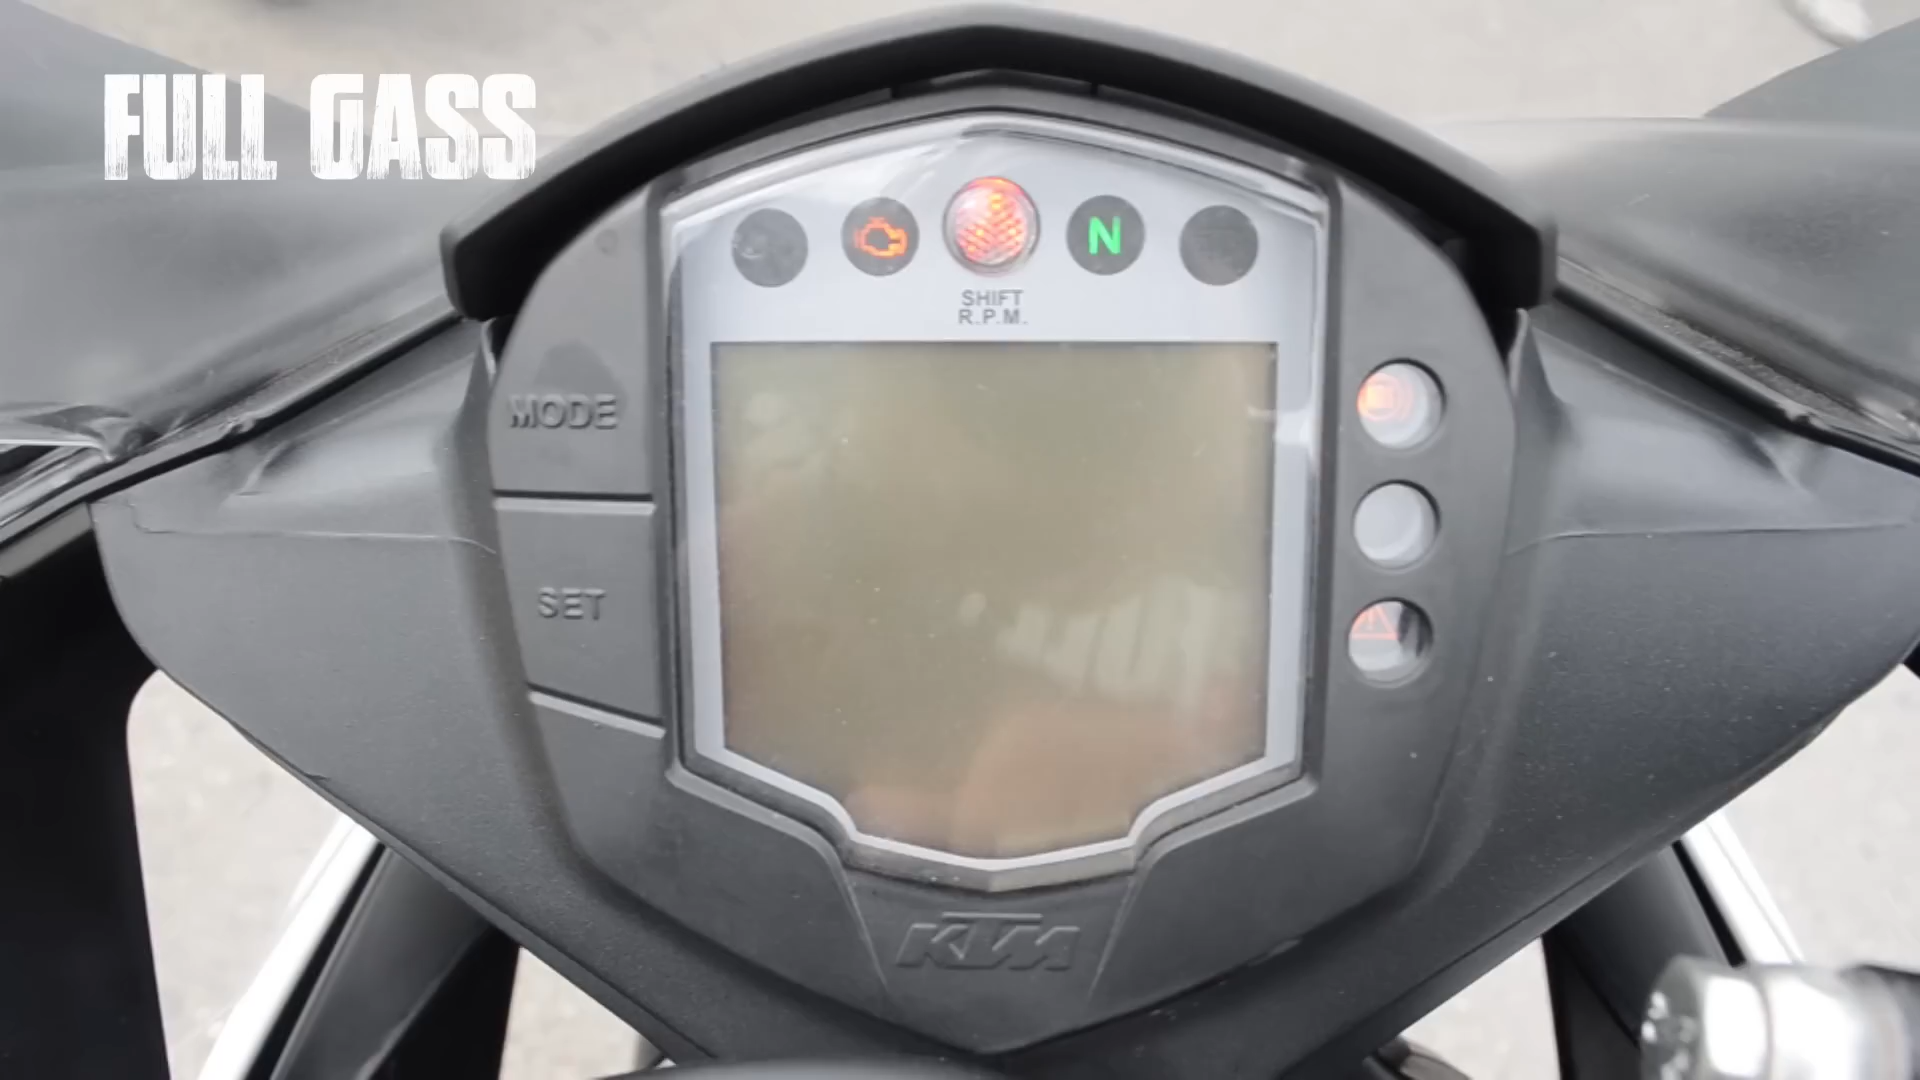 FULL GASS
N
SHIFT
R.P.M.
MODE
SET
KTM